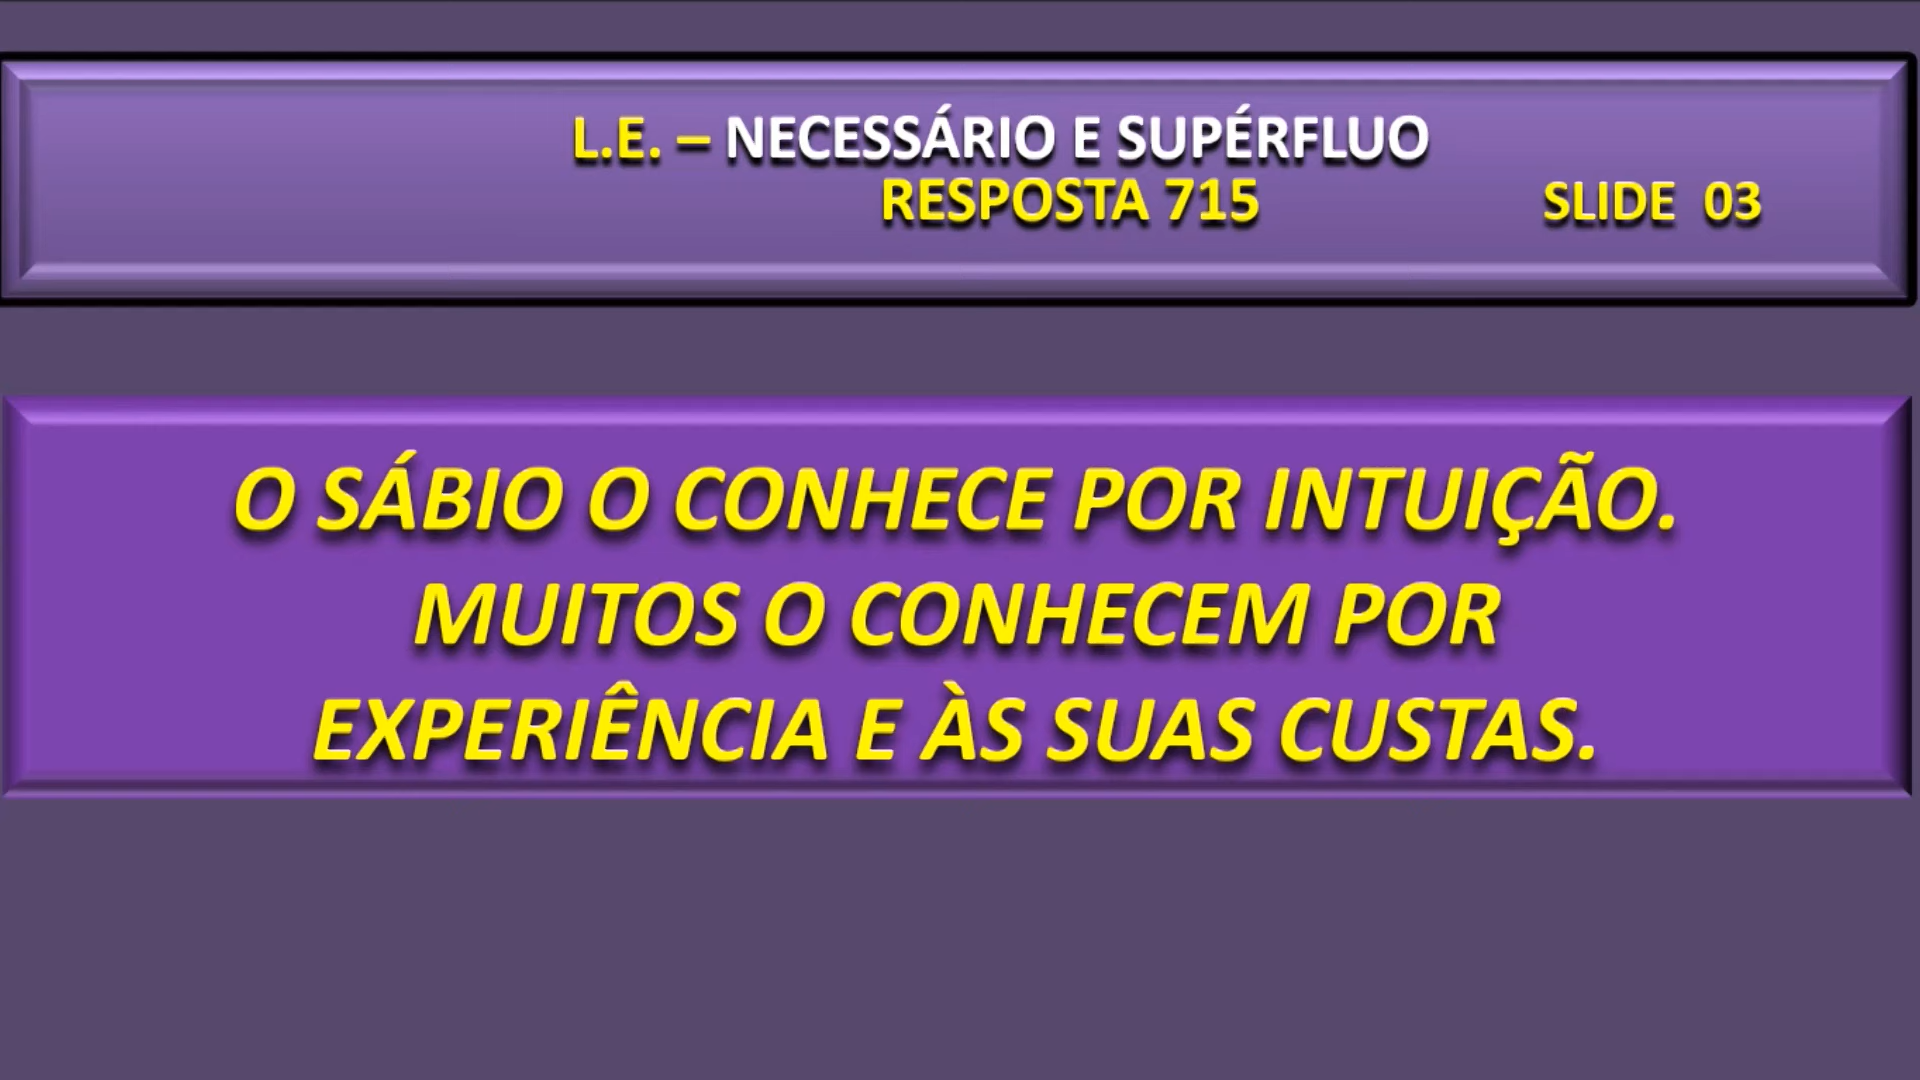 L.E. – NECESSÁRIO E SUPÉRFLUO
RESPOSTA 715 SLIDE 03
O SÁBIO O CONHECE POR INTUIÇÃO.
MUITOS O CONHECEM POR
EXPERIÊNCIA E ÀS SUAS CUSTAS.